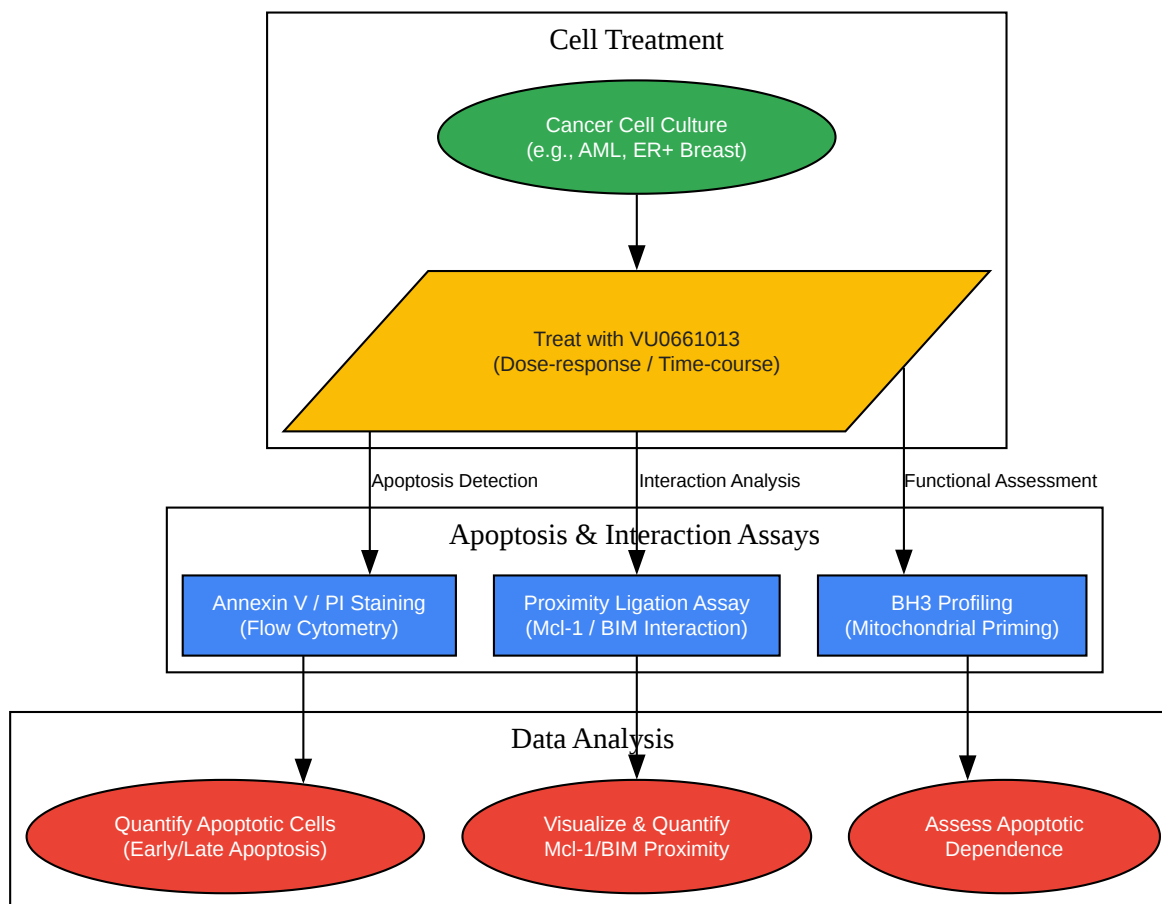 Cell Treatment
Cancer Cell Culture
(e.g., AML, ER+ Breast)
Treat with VU0661013
(Dose-response / Time-course)
Apoptosis Detection
Interaction Analysis
Functional Assessment
Apoptosis & Interaction Assays
Annexin V / PI Staining
(Flow Cytometry)
Proximity Ligation Assay
(Mcl-1 / BIM Interaction)
BH3 Profiling
(Mitochondrial Priming)
Data Analysis
Quantify Apoptotic Cells
(Early/Late Apoptosis)
Visualize & Quantify
Mcl-1/BIM Proximity
Assess Apoptotic
Dependence